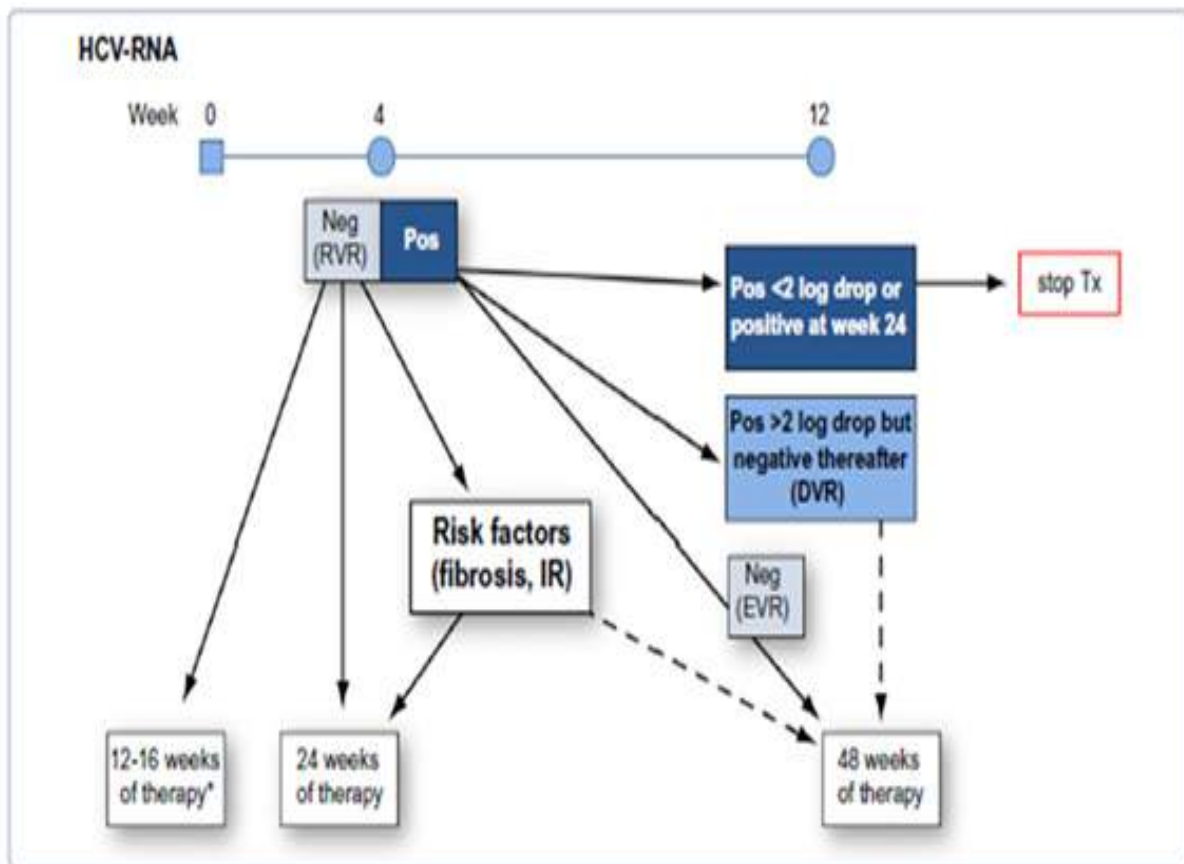 HCV-RNA
Week 0 4 12
Neg
(RVR)
Pos
Pos <2 log drop or
positive at week 24
stop Tx
Pos >2 log drop but
negative thereafter
(DVR)
Risk factors
(fibrosis, IR)
Neg
(EVR)
12-16 weeks
of therapy*
24 weeks
of therapy
48 weeks
of therapy